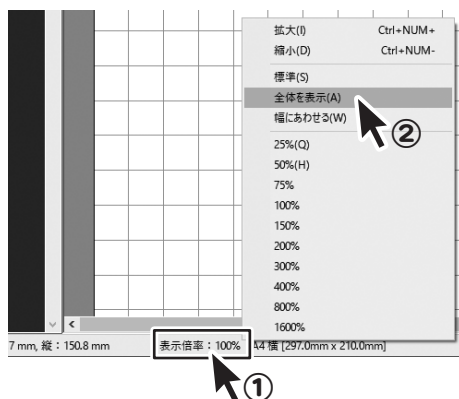 拡大(I) Ctrl+NUM+
縮小(D) Ctrl+NUM-
標準(S)
全体を表示(A)
幅にあわせる(W)
②
25%(Q)
50%(H)
75%
100%
150%
200%
300%
400%
800%
1600%
7 mm, 縦：150.8 mm 表示倍率：100% A4 横 [297.0mm x 210.0mm]
①